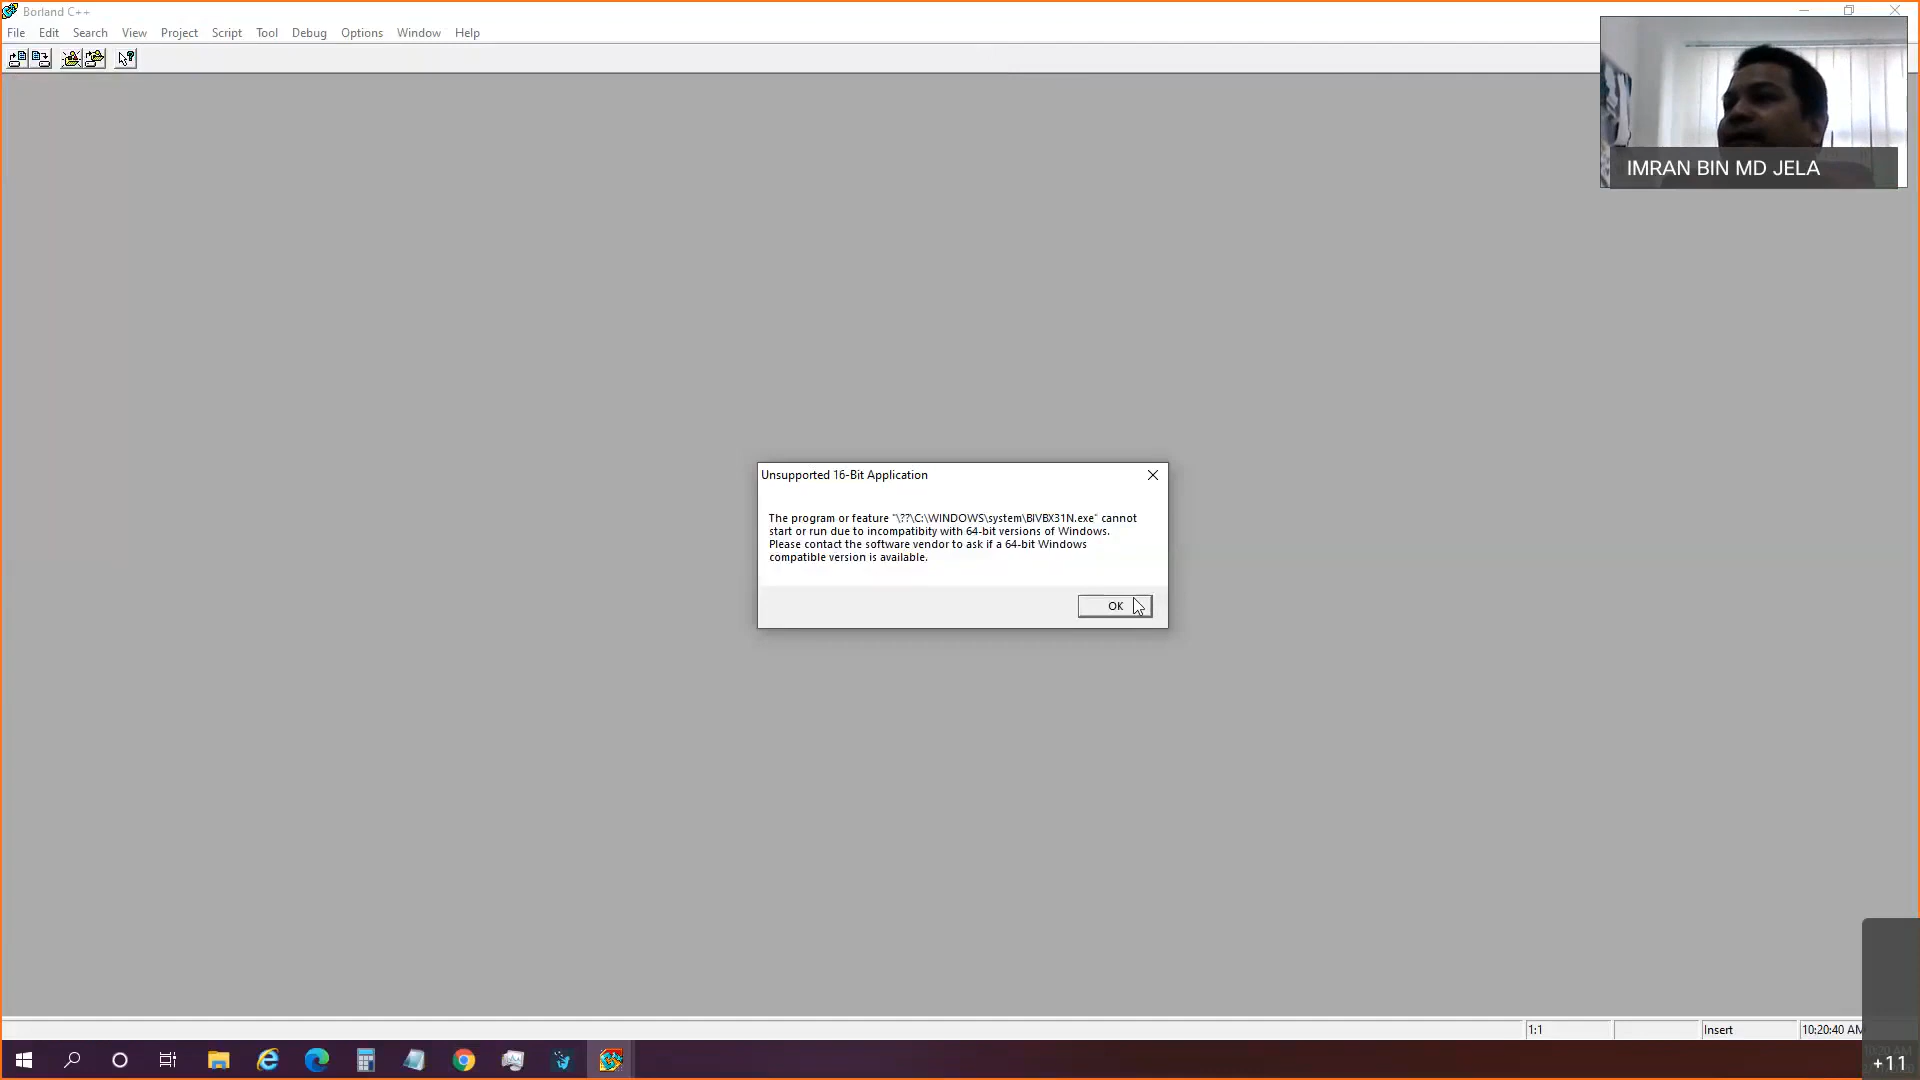 Borland C++
File Edit Search View Project Script Tool Debug Options Window Help
IMRAN BIN MD JELA
Unsupported 16-Bit Application
The program or feature "\??\C:\WINDOWS\system\BIVBX31N.exe" cannot
start or run due to incompatibity with 64-bit versions of Windows.
Please contact the software vendor to ask if a 64-bit Windows
compatible version is available.
OK
1:1 Insert 10:20:40 AM
+11